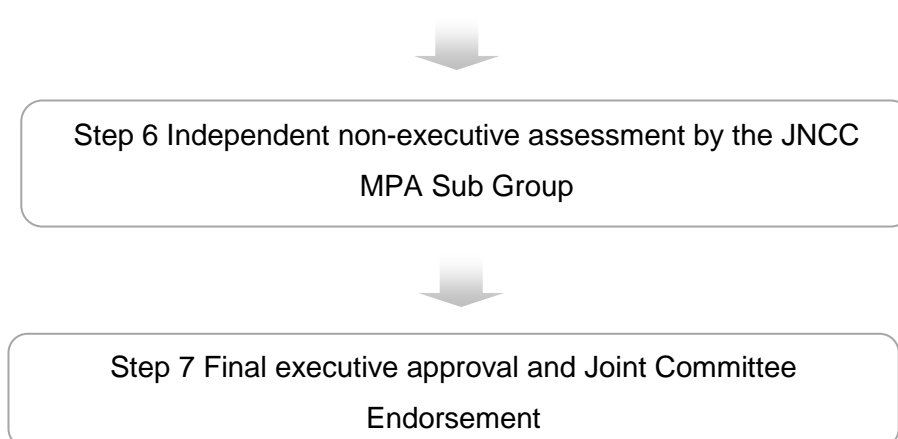 Step 6 Independent non-executive assessment by the JNCC
MPA Sub Group
Step 7 Final executive approval and Joint Committee
Endorsement